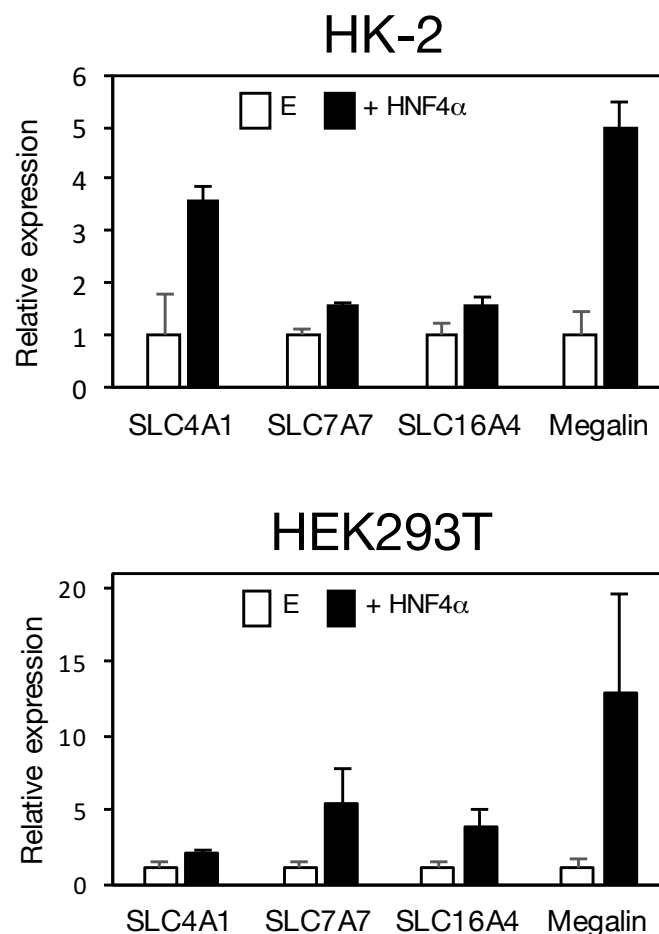 HK-2
Relative expression
6
5
4
3
2
1
0
E + HNF4α
SLC4A1 SLC7A7 SLC16A4 Megalin
HEK293T
Relative expression
20
15
10
5
0
E + HNF4α
SLC4A1 SLC7A7 SLC16A4 Megalin